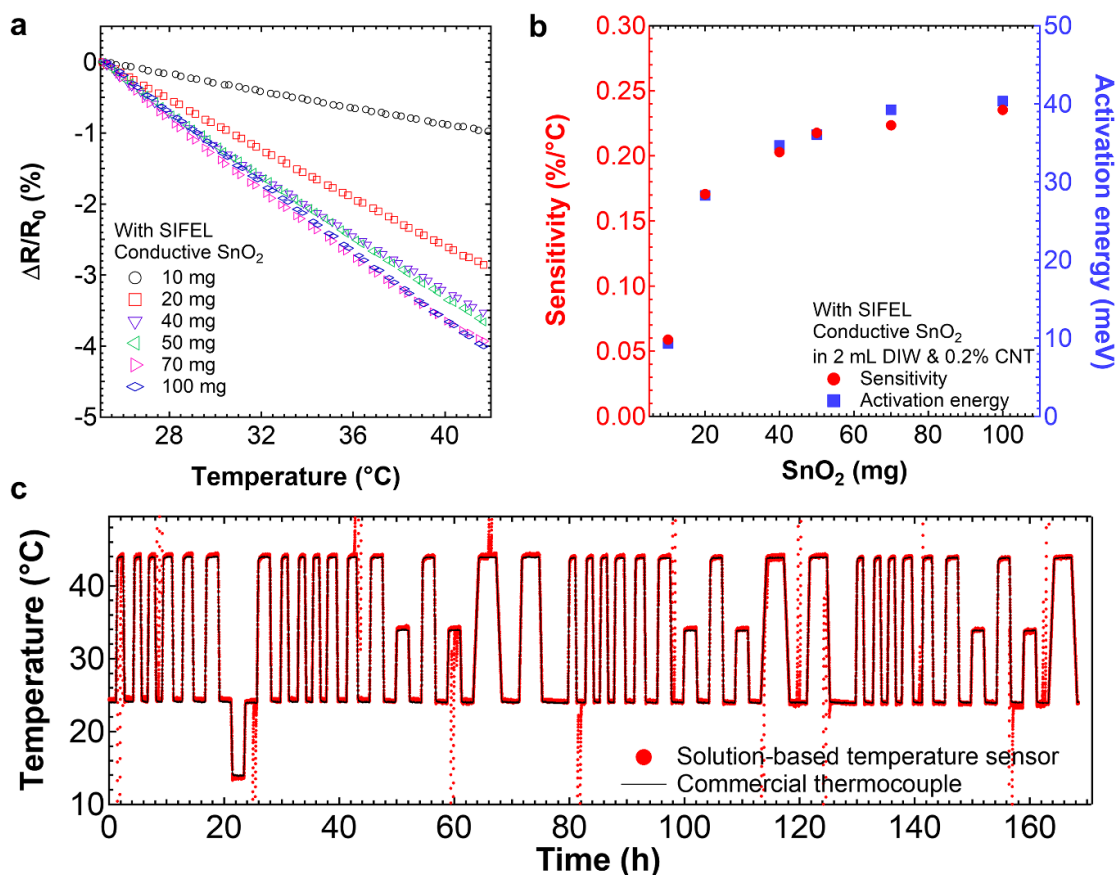 a
ΔR/R₀ (%)
0
-1
-2
-3
-4
-5
With SIFEL
Conductive SnO₂
10 mg
20 mg
40 mg
50 mg
70 mg
100 mg
28 32 36 40
Temperature (°C)
b
Sensitivity (%/°C)
0.30
0.25
0.20
0.15
0.10
0.05
0.00
With SIFEL
Conductive SnO₂
in 2 mL DIW & 0.2% CNT
Sensitivity
Activation energy
20 40 60 80 100
SnO₂ (mg)
50
40
30
20
10
0
Activation energy (meV)
c
Temperature (°C)
40
30
20
10
Solution-based temperature sensor
Commercial thermocouple
0 20 40 60 80 100 120 140 160
Time (h)